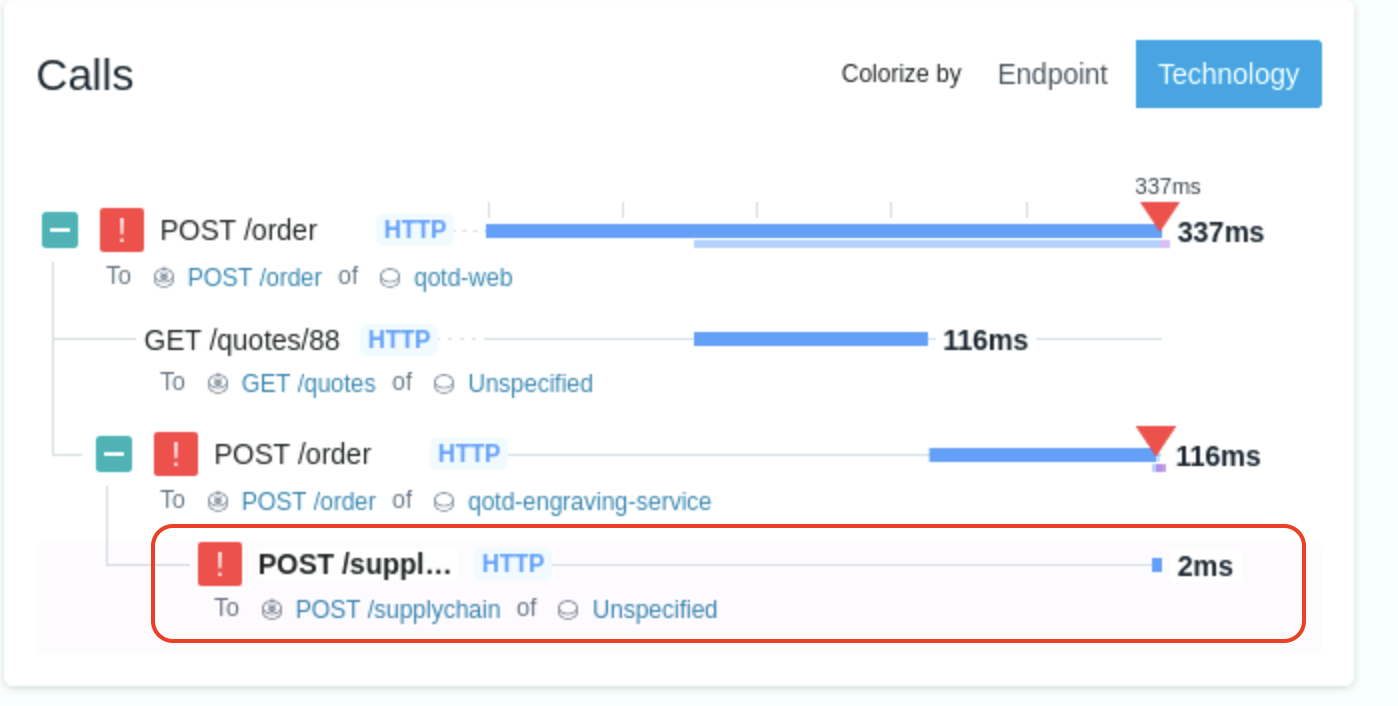 Calls
Colorize by Endpoint Technology
337ms
! POST /order HTTP 337ms
To POST /order of qotd-web
GET /quotes/88 HTTP 116ms
To GET /quotes of Unspecified
! POST /order HTTP 116ms
To POST /order of qotd-engraving-service
! POST /suppl... HTTP 2ms
To POST /supplychain of Unspecified